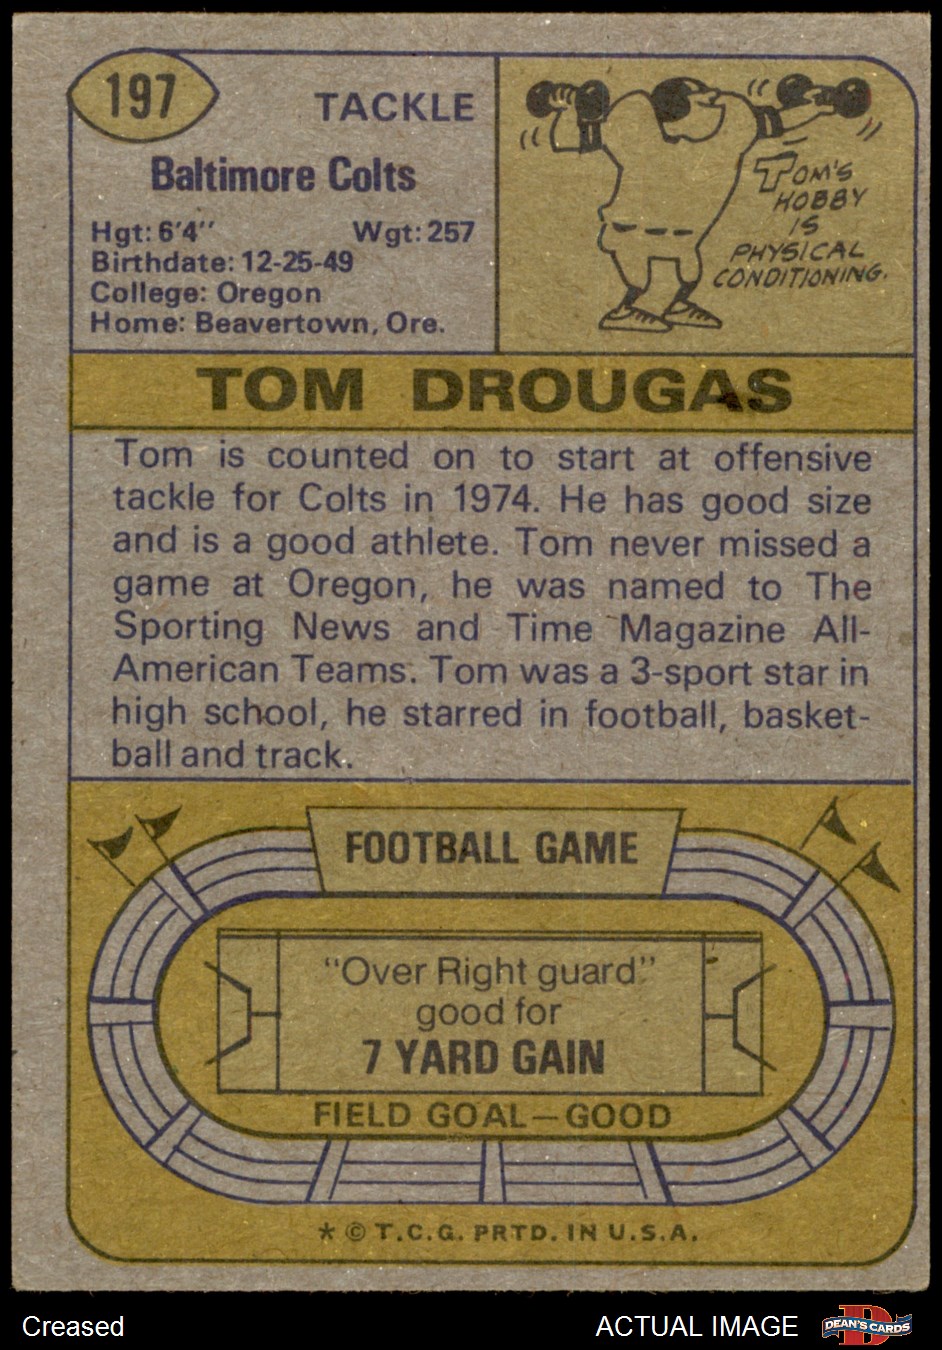 197
TACKLE
Baltimore Colts
Hgt: 6'4" Wgt: 257
Birthdate: 12-25-49
College: Oregon
Home: Beavertown, Ore.
TOM'S
HOBBY
IS
PHYSICAL
CONDITIONING.
TOM DROUGAS
Tom is counted on to start at offensive
tackle for Colts in 1974. He has good size
and is a good athlete. Tom never missed a
game at Oregon, he was named to The
Sporting News and Time Magazine All-
American Teams. Tom was a 3-sport star in
high school, he starred in football, basket-
ball and track.
FOOTBALL GAME
"Over Right guard"
good for
7 YARD GAIN
FIELD GOAL—GOOD
* © T.C.G. PRTD. IN U.S.A.
Creased
ACTUAL IMAGE
D
DEAN'S CARDS